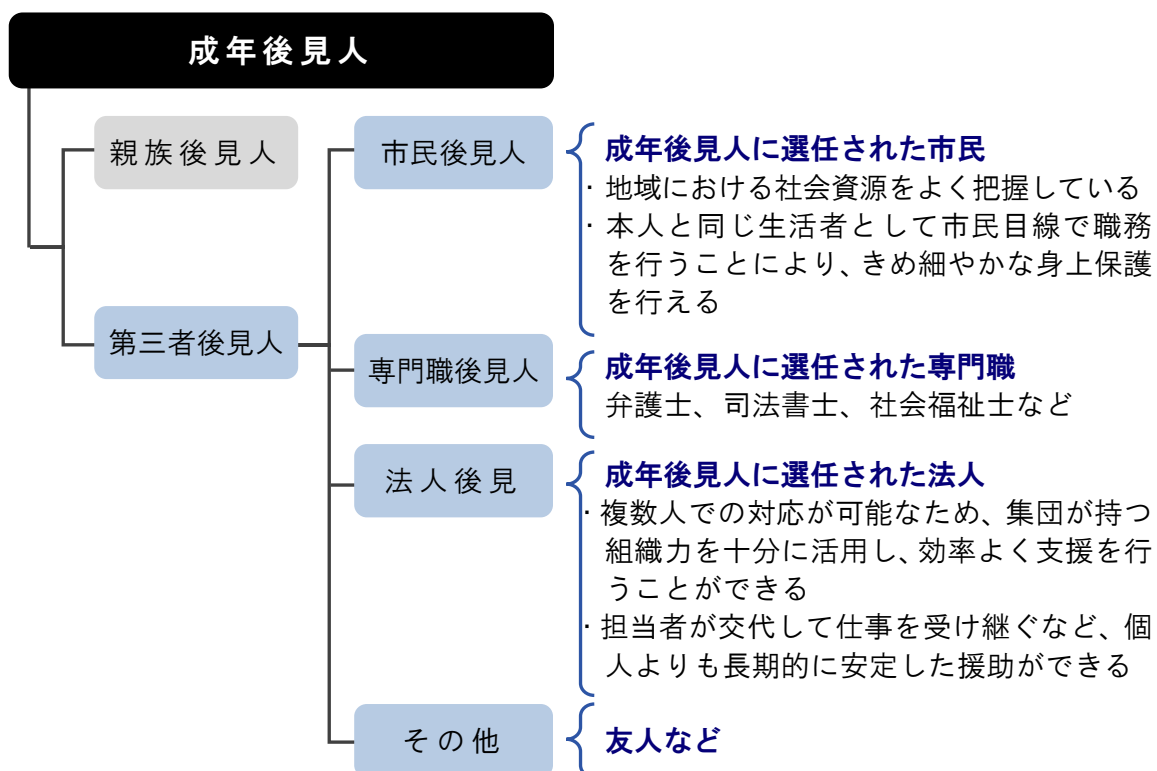 成年後見人
親族後見人
第三者後見人
市民後見人
成年後見人に選任された市民
・地域における社会資源をよく把握している
・本人と同じ生活者として市民目線で職務
を行うことにより、きめ細やかな身上保護
を行える
専門職後見人
成年後見人に選任された専門職
弁護士、司法書士、社会福祉士など
法人後見
成年後見人に選任された法人
・複数人での対応が可能なため、集団が持つ
組織力を十分に活用し、効率よく支援を行
うことができる
・担当者が交代して仕事を受け継ぐなど、個
人よりも長期的に安定した援助ができる
その他
友人など